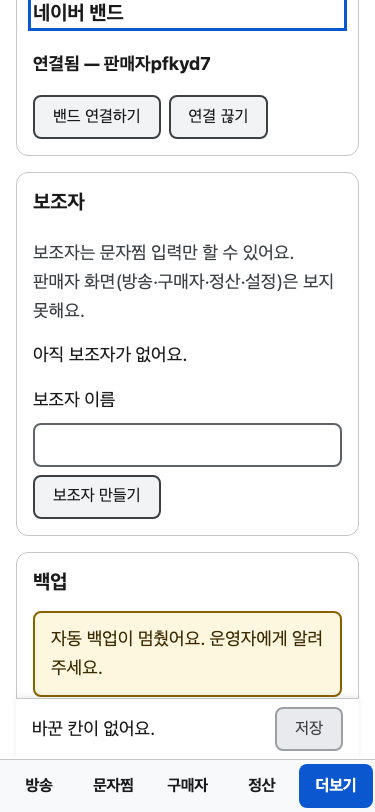 네이버 밴드
연결됨 — 판매자pfkyd7
밴드 연결하기
연결 끊기
보조자
보조자는 문자찜 입력만 할 수 있어요.
판매자 화면(방송·구매자·정산·설정)은 보지
못해요.
아직 보조자가 없어요.
보조자 이름
보조자 만들기
백업
자동 백업이 멈췄어요. 운영자에게 알려
주세요.
바꾼 칸이 없어요.
저장
방송
문자찜
구매자
정산
더보기